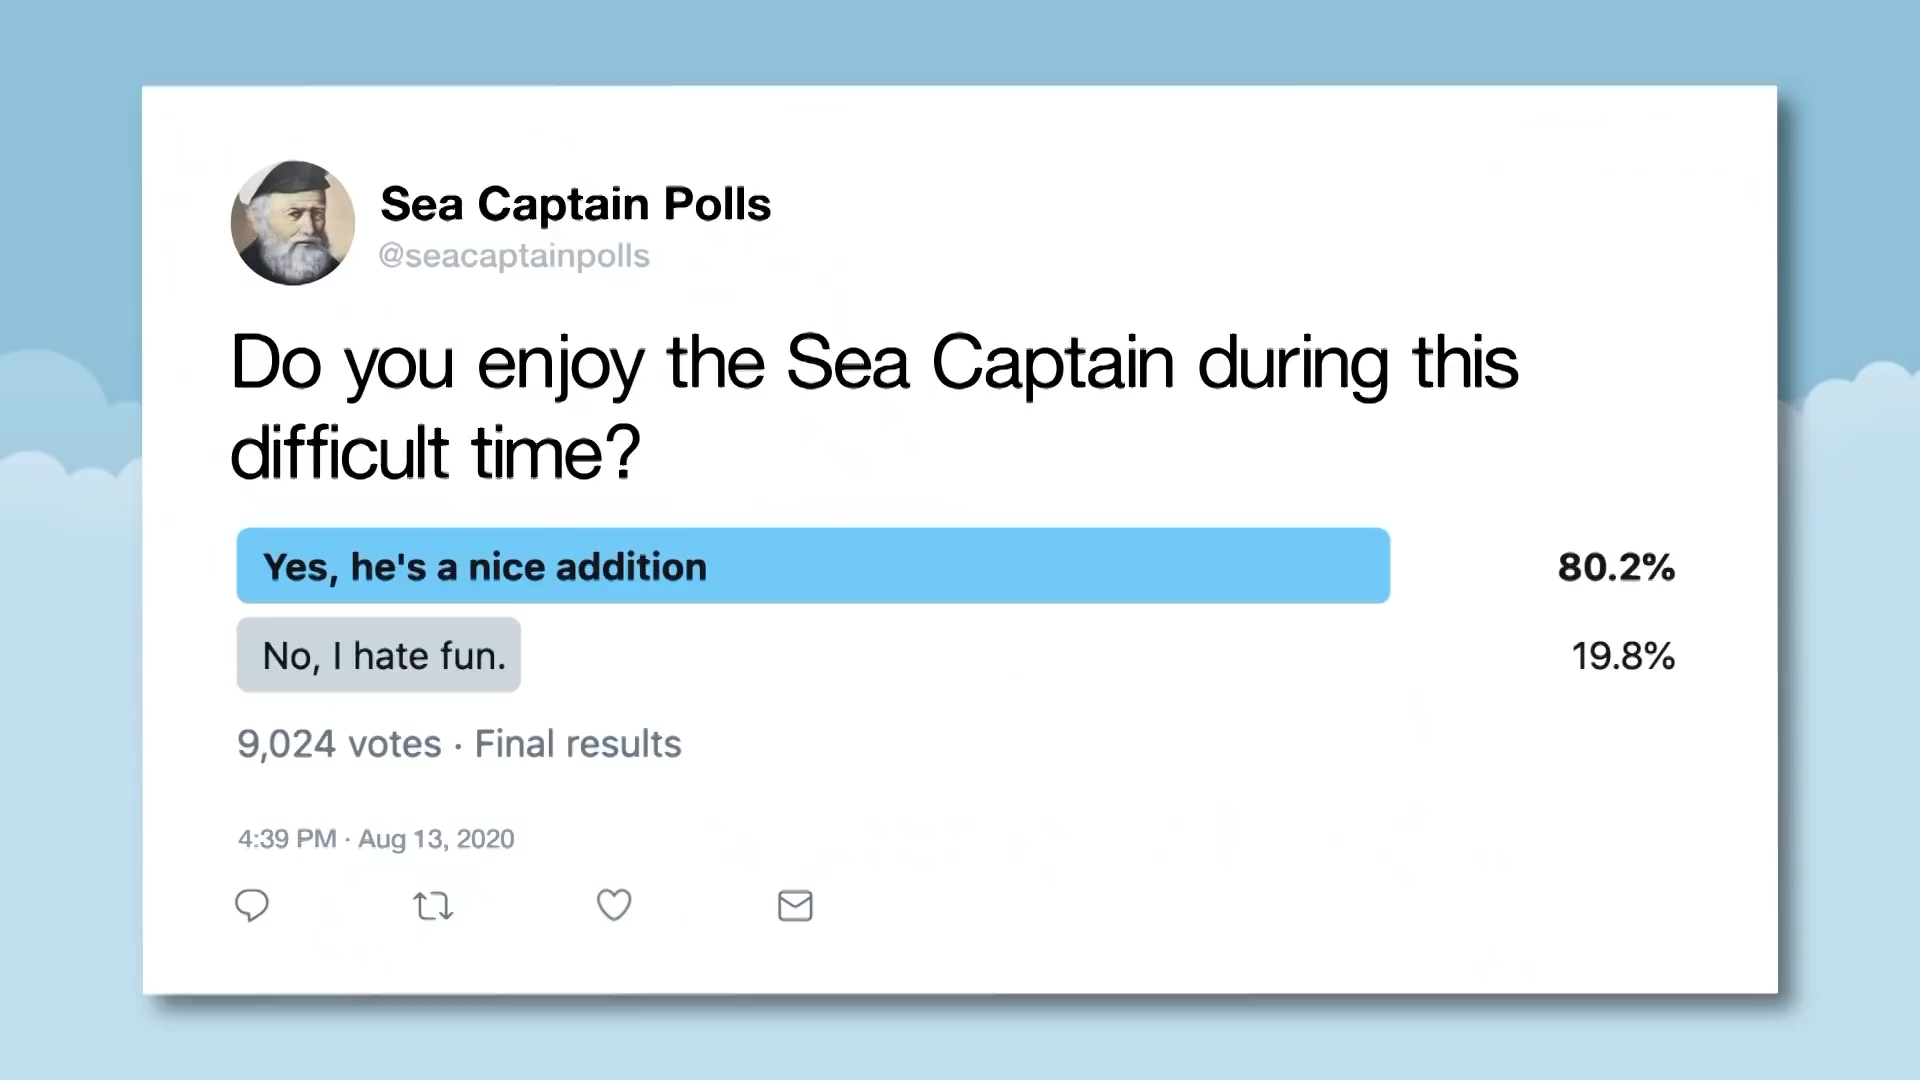 Sea Captain Polls
@seacaptainpolls
Do you enjoy the Sea Captain during this
difficult time?
Yes, he's a nice addition 80.2%
No, I hate fun. 19.8%
9,024 votes · Final results
4:39 PM · Aug 13, 2020